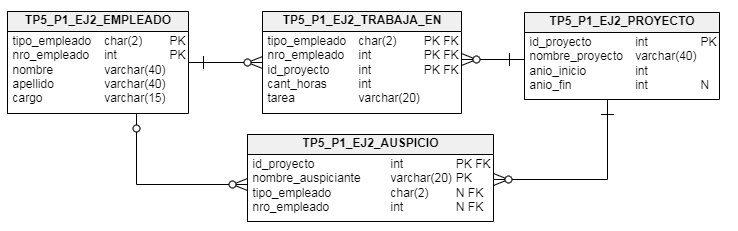 TP5_P1_EJ2_EMPLEADO
tipo_empleado char(2) PK
nro_empleado int PK
nombre varchar(40)
apellido varchar(40)
cargo varchar(15)
TP5_P1_EJ2_TRABAJA_EN
tipo_empleado char(2) PK FK
nro_empleado int PK FK
id_proyecto int PK FK
cant_horas int
tarea varchar(20)
TP5_P1_EJ2_PROYECTO
id_proyecto int PK
nombre_proyecto varchar(40)
anio_inicio int
anio_fin int N
TP5_P1_EJ2_AUSPICIO
id_proyecto int PK FK
nombre_auspiciante varchar(20) PK
tipo_empleado char(2) N FK
nro_empleado int N FK